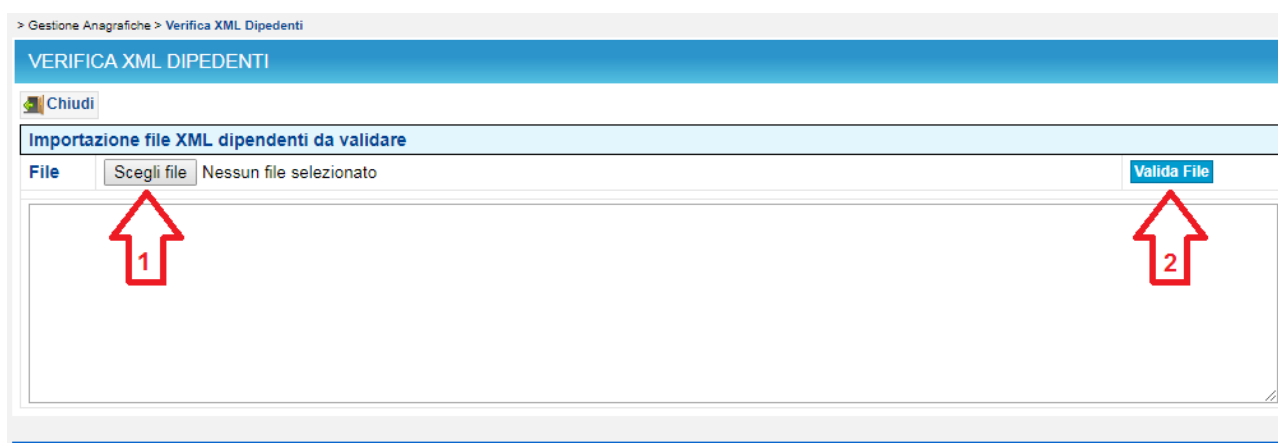 > Gestione Anagrafiche > Verifica XML Dipedenti
VERIFICA XML DIPEDENTI
Chiudi
Importazione file XML dipendenti da validare
File Scegli file Nessun file selezionato Valida File
1 2